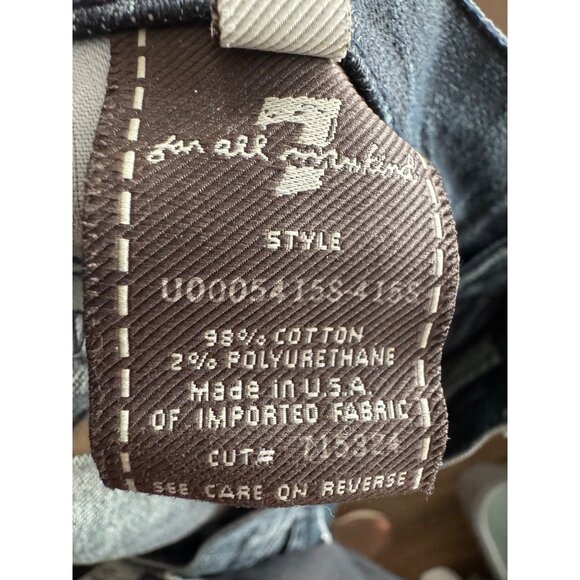 7
for all mankind
STYLE
U00054158-4158
98% COTTON
2% POLYURETHANE
Made in U.S.A.
OF IMPORTED FABRIC
CUT# 715324
SEE CARE ON REVERSE